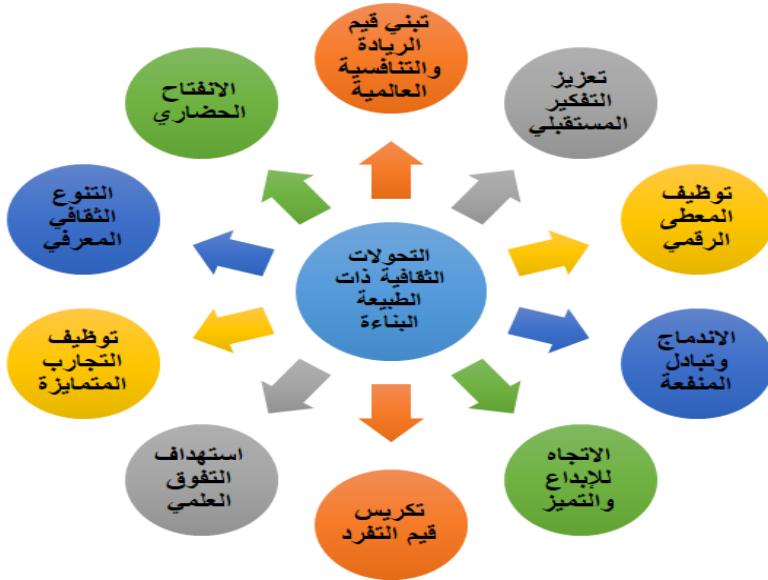 تبني قيم
الريادة
والتنافسية
العالمية
تعزيز
التفكير
المستقبلي
توظيف
المعطى
الرقمي
الاندماج
وتبادل
المنفعة
الاتجاه
للإبداع
والتميز
تكريس
قيم التفرد
استهداف
التفوق
العلمي
توظيف
التجارب
المتمايزة
التنوع
الثقافي
المعرفي
الانفتاح
الحضاري
التحولات
الثقافية ذات
الطبيعة
البناءة